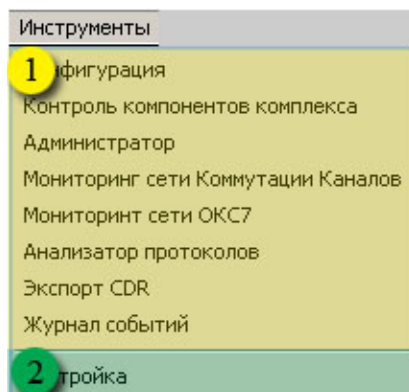 Инструменты
1 нфигурация
Контроль компонентов комплекса
Администратор
Мониторинг сети Коммутации Каналов
Мониторинт сети ОКС7
Анализатор протоколов
Экспорт CDR
Журнал событий
2 тройка